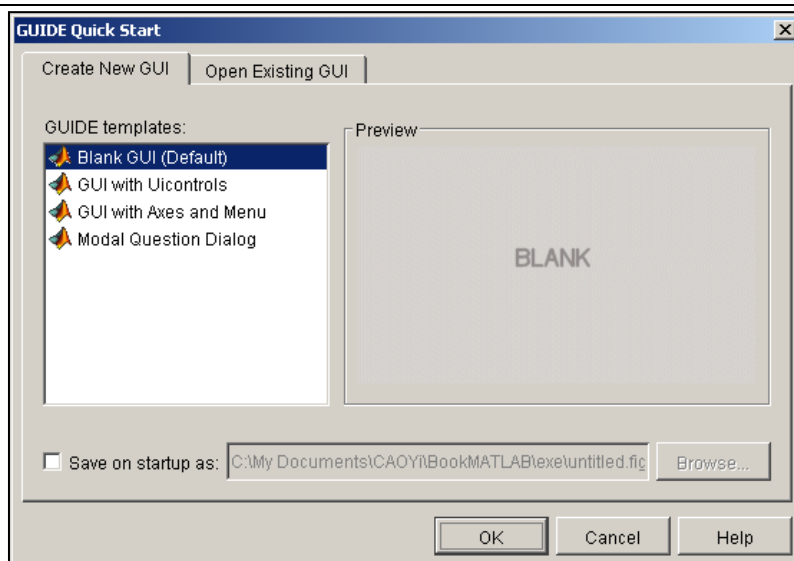 GUIDE Quick Start
Create New GUI
Open Existing GUI
GUIDE templates:
Blank GUI (Default)
GUI with Uicontrols
GUI with Axes and Menu
Modal Question Dialog
Preview
BLANK
Save on startup as:
C:\My Documents\CAOYi\BookMATLAB\exe\untitled.fig
Browse...
OK
Cancel
Help